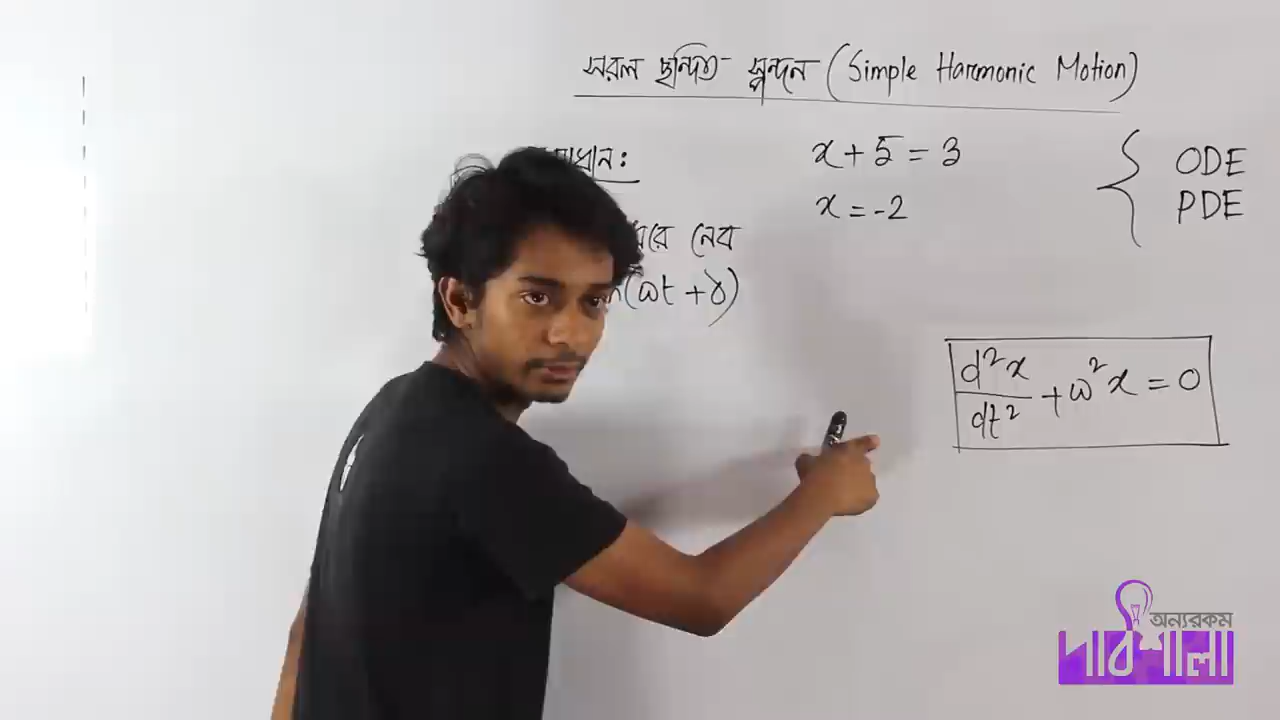 সরল ছন্দিত স্পন্দন (Simple Harmonic Motion)
x + 5 = 3
x = -2
ODE
PDE
নেব
(ωt + δ)
d²x/dt² + ω²x = 0
অন্যরকম
পাঠশালা